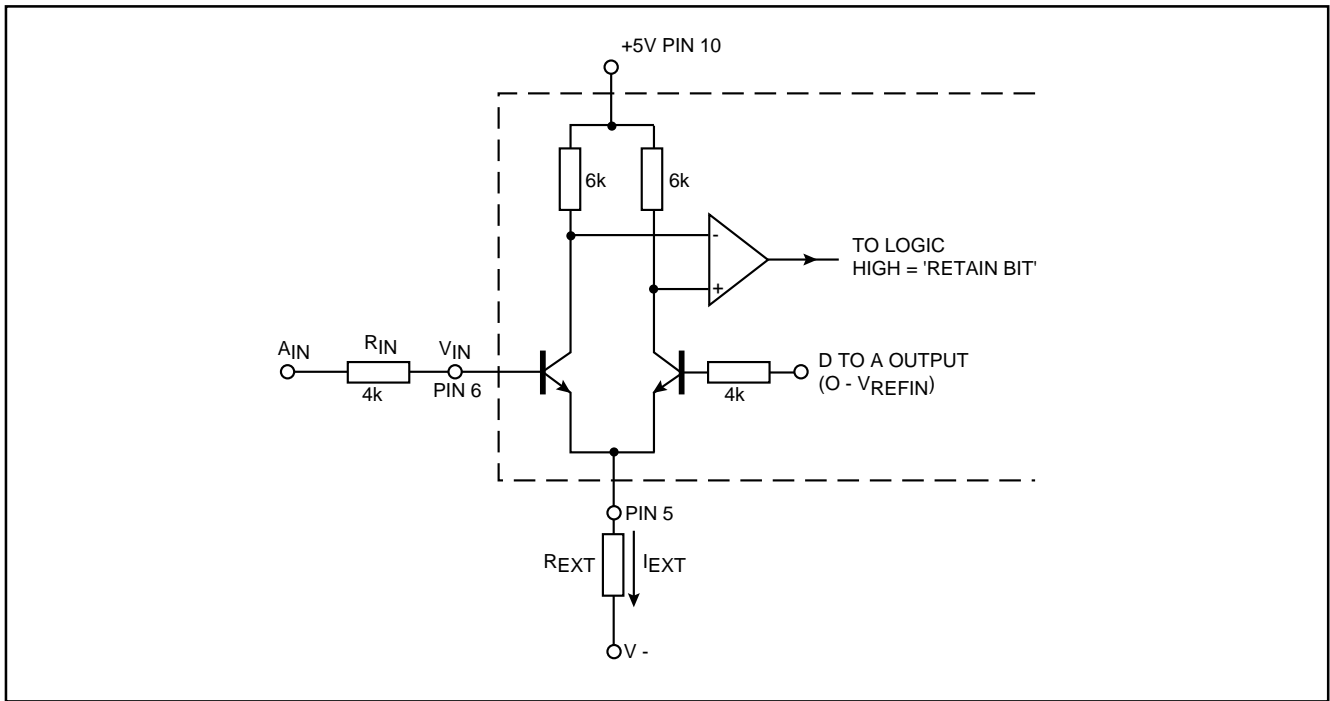 +5V PIN 10
6k
6k
-
+
TO LOGIC
HIGH = 'RETAIN BIT'
AIN
RIN
VIN
4k
PIN 6
4k
D TO A OUTPUT
(O - VREFIN)
PIN 5
REXT
IEXT
V -